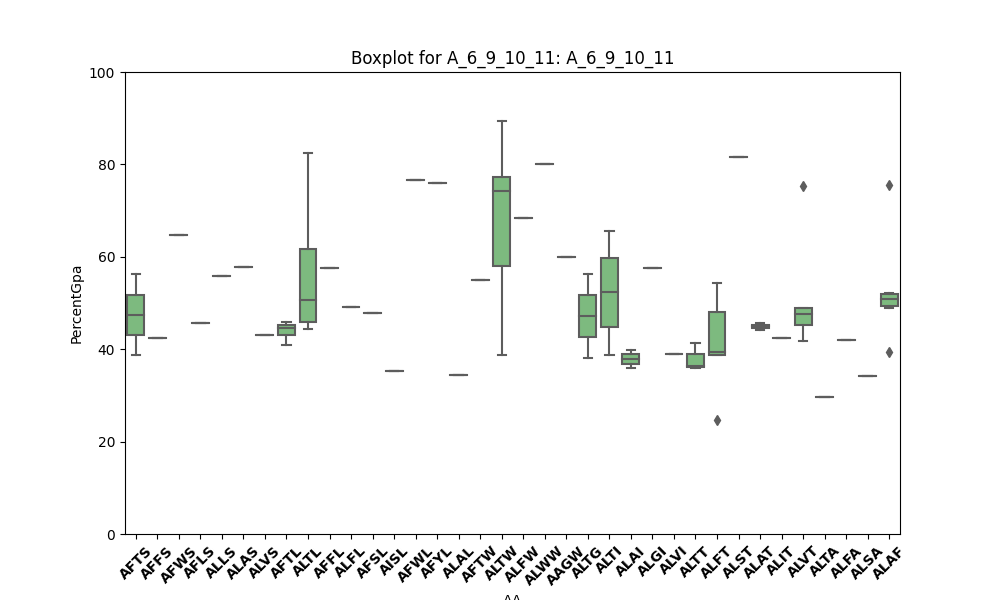 Boxplot for A_6_9_10_11: A_6_9_10_11
100
80
60
40
20
0
PercentGpa
AFTS AFFS AFWS AFLS ALLS ALAS ALVS AFTL ALTL AFFL ALFL AFSL AISL AFWL AFYL ALAL AFTW ALTW ALFW ALWW AAGW ALTG ALTI ALAI ALGI ALVI ALTT ALFT ALST ALAT ALIT ALVT ALTA ALFA ALSA ALAF
AA